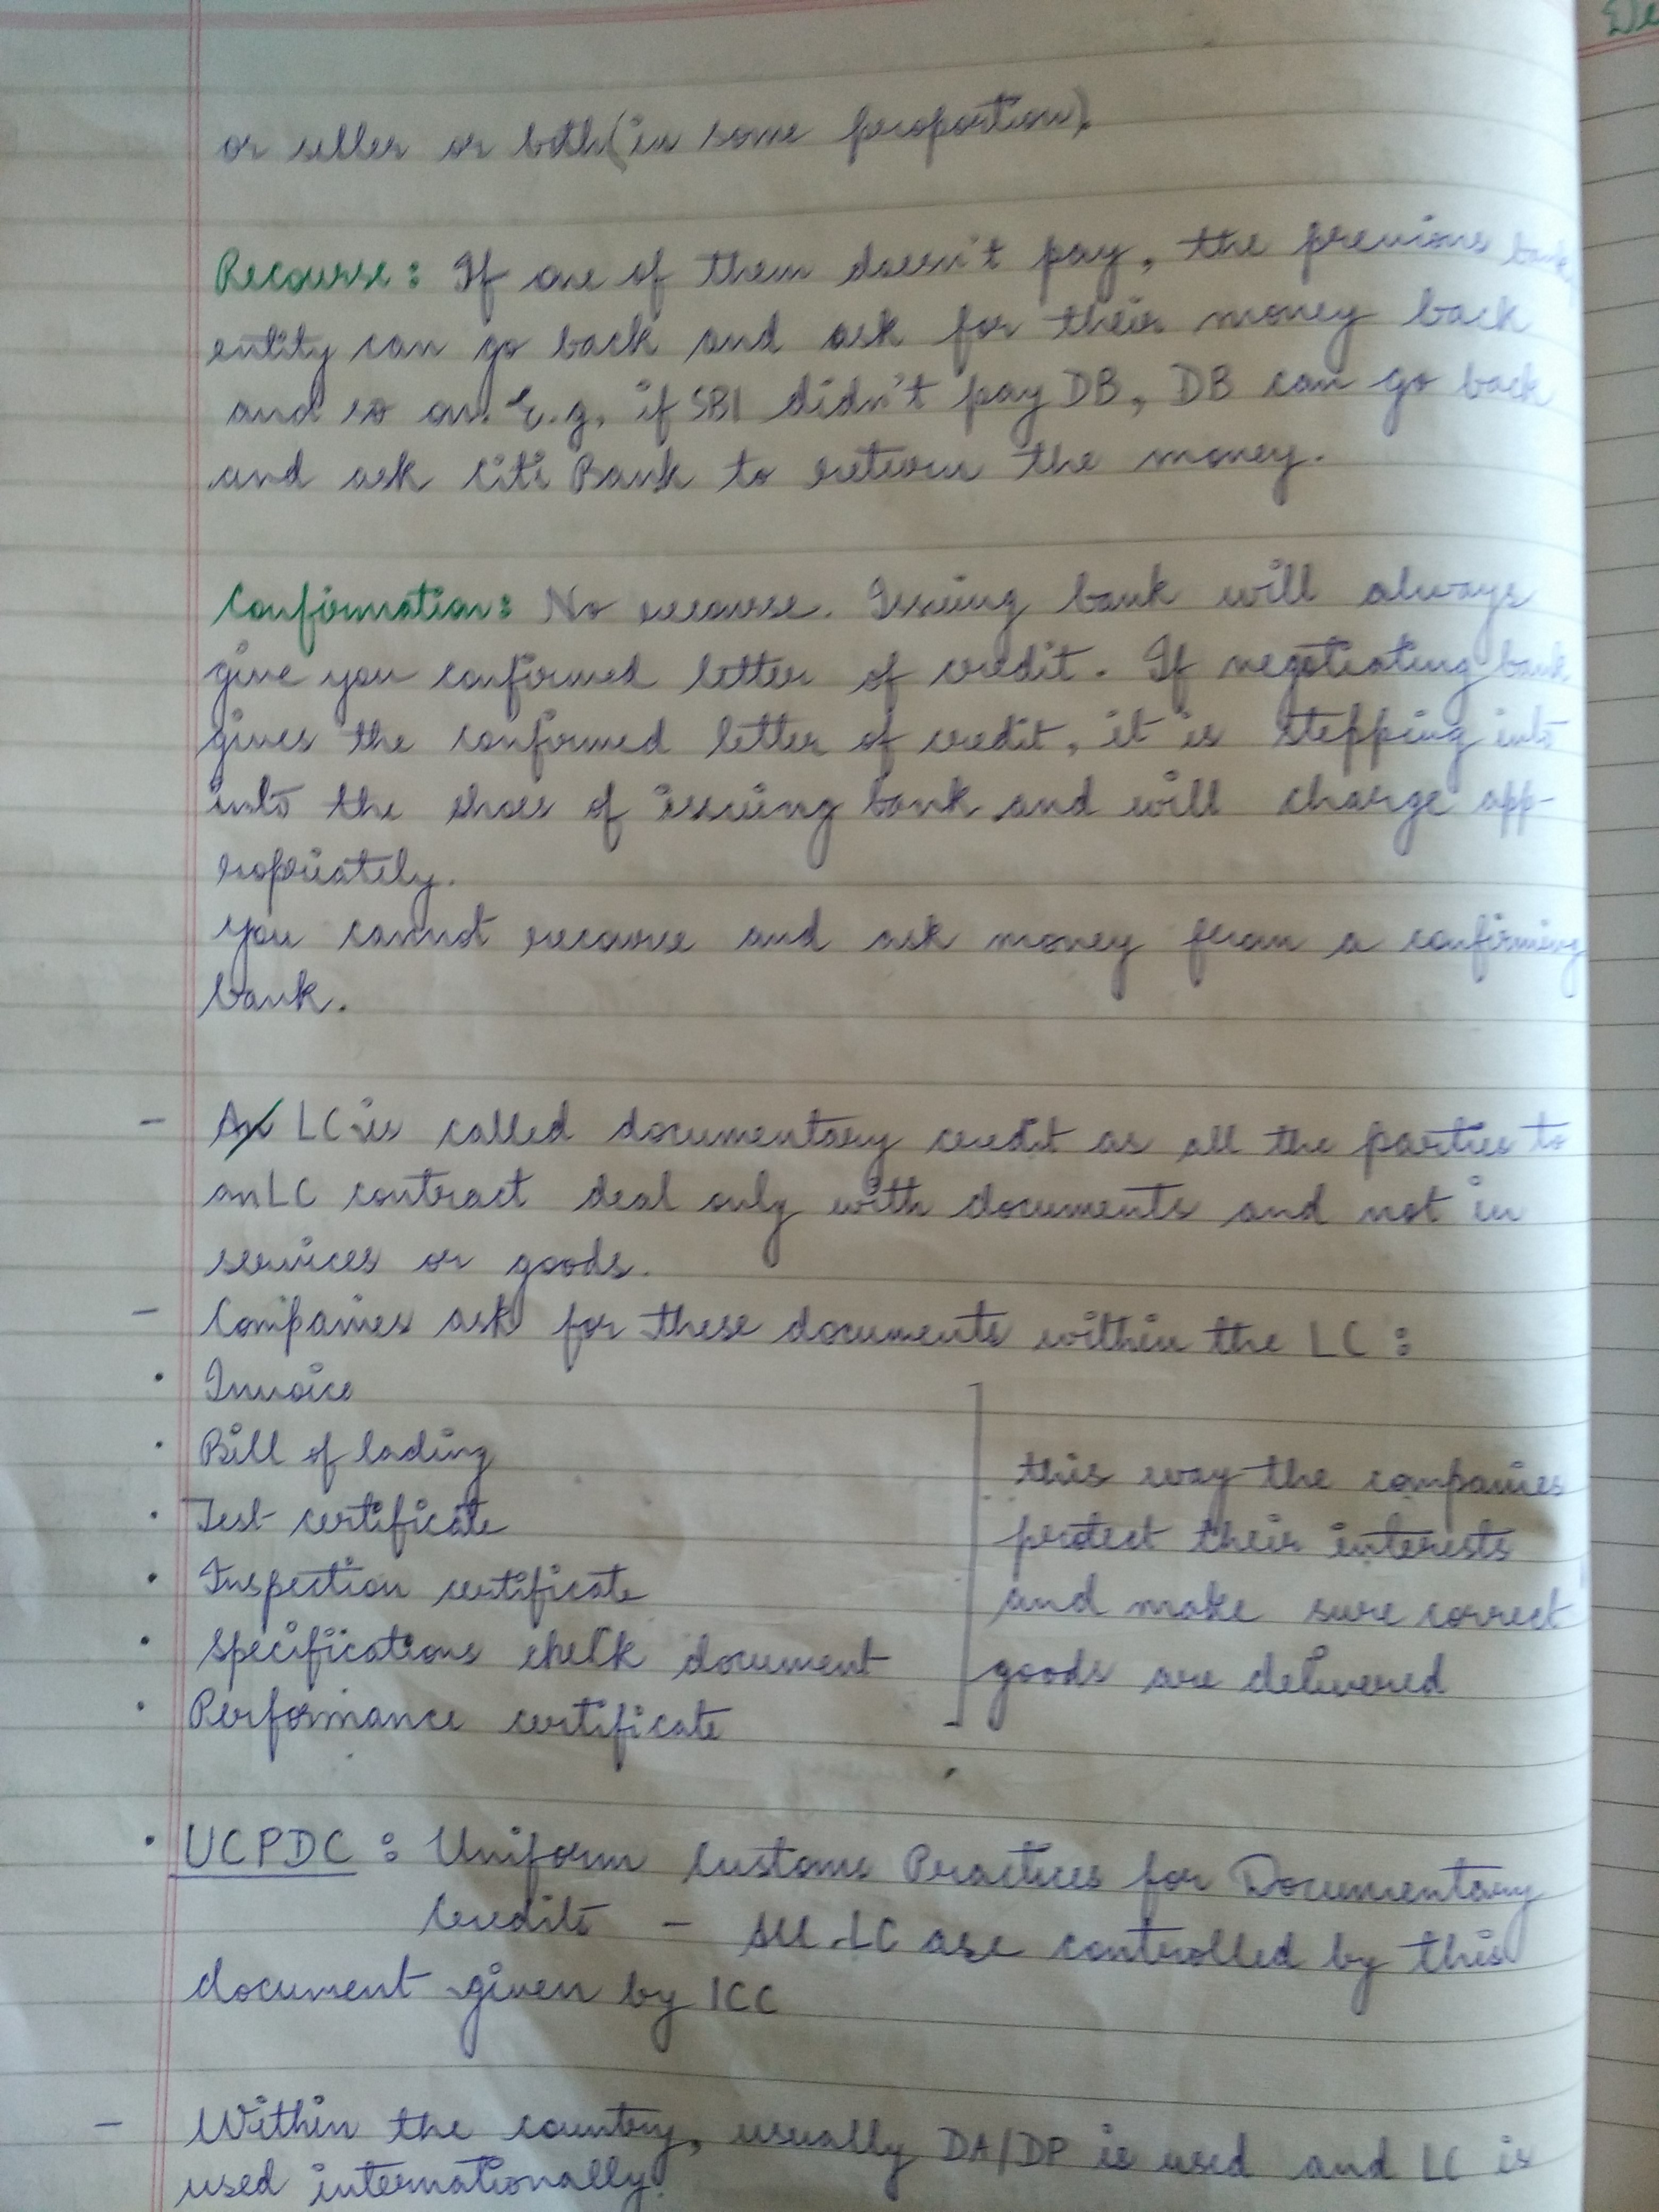 or seller or both (in some proportion).
Recourse: If one of them doesn't pay, the previous bank
entity can go back and ask for their money back
and so on. E.g. if SBI didn't pay DB, DB can go back
and ask Citi Bank to return the money.
Confirmation: No recourse. Issuing bank will always
give you confirmed letter of credit. If negotiating bank
gives the confirmed letter of credit, it is stepping into
into the shoes of issuing bank and will charge app-
ropriately.
You cannot recourse and ask money from a confirming
bank.
- An LC is called documentary credit as all the parties to
an LC contract deal only with documents and not in
services or goods.
- Companies ask for these documents within the LC :
• Invoice
• Bill of lading
• Test certificate
• Inspection certificate
• Specifications check document
• Performance certificate
this way the companies
protect their interests
and make sure correct
goods are delivered
• UCPDC : Uniform Customs Practices for Documentary
Credits - All LC are controlled by this
document given by ICC
- Within the country, usually DA/DP is used and LC is
used internationally.